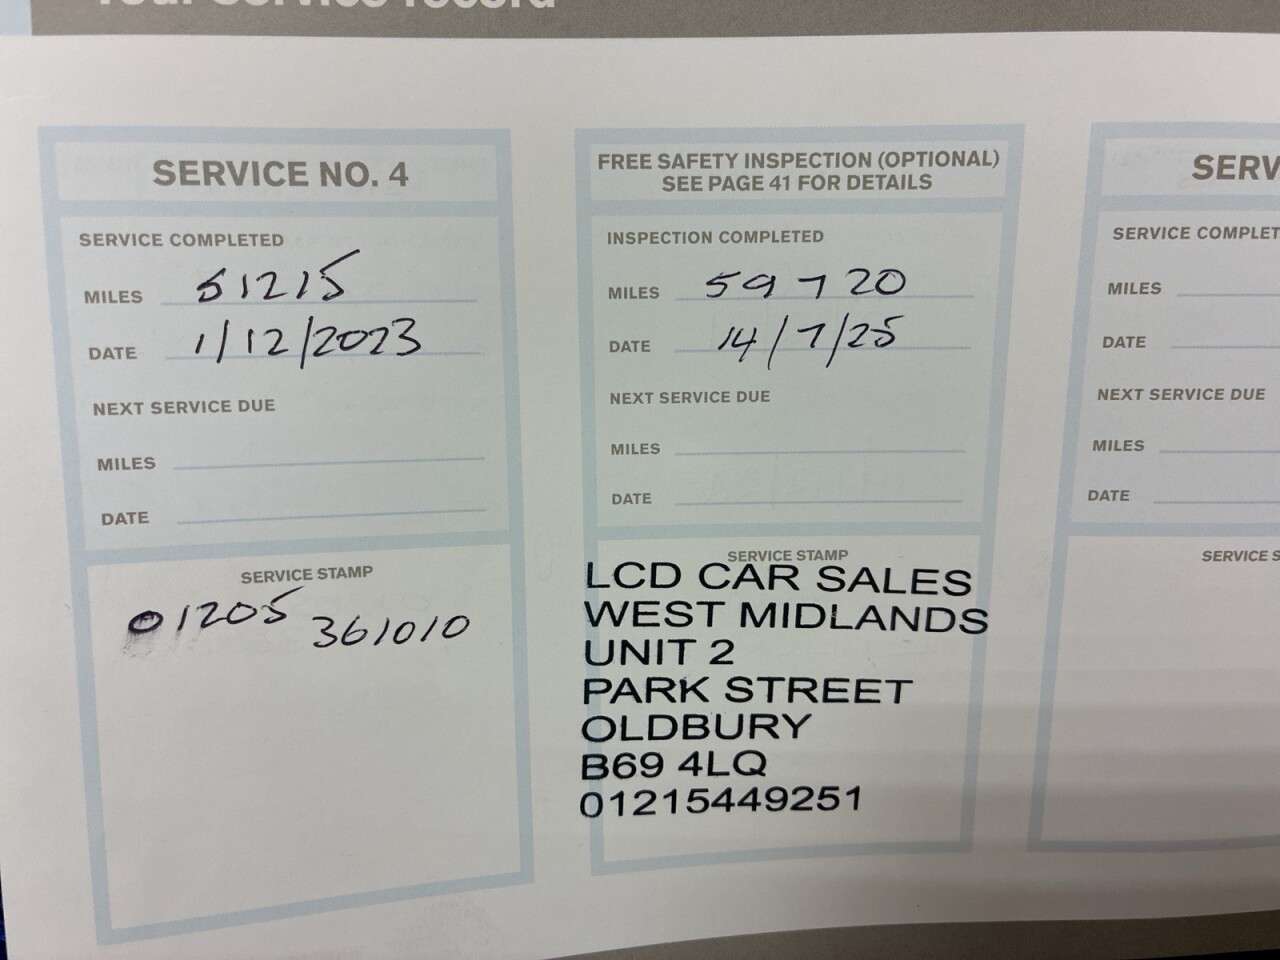 Your service record
SERVICE NO. 4
SERVICE COMPLETED
MILES 51215
DATE 1/12/2023
NEXT SERVICE DUE
MILES
DATE
SERVICE STAMP
01205 361010
FREE SAFETY INSPECTION (OPTIONAL)
SEE PAGE 41 FOR DETAILS
INSPECTION COMPLETED
MILES 59720
DATE 14/7/25
NEXT SERVICE DUE
MILES
DATE
SERVICE STAMP
LCD CAR SALES
WEST MIDLANDS
UNIT 2
PARK STREET
OLDBURY
B69 4LQ
01215449251
SERV
SERVICE COMPLET
MILES
DATE
NEXT SERVICE DUE
MILES
DATE
SERVICE S